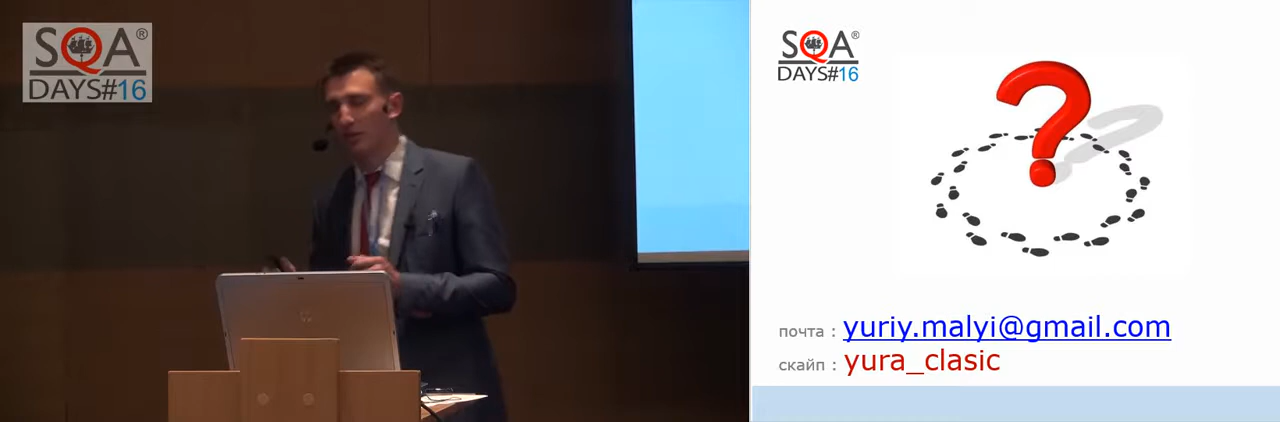 SQA®
DAYS#16
SQA®
DAYS#16
почта : yuriy.malyi@gmail.com
скайп : yura_clasic